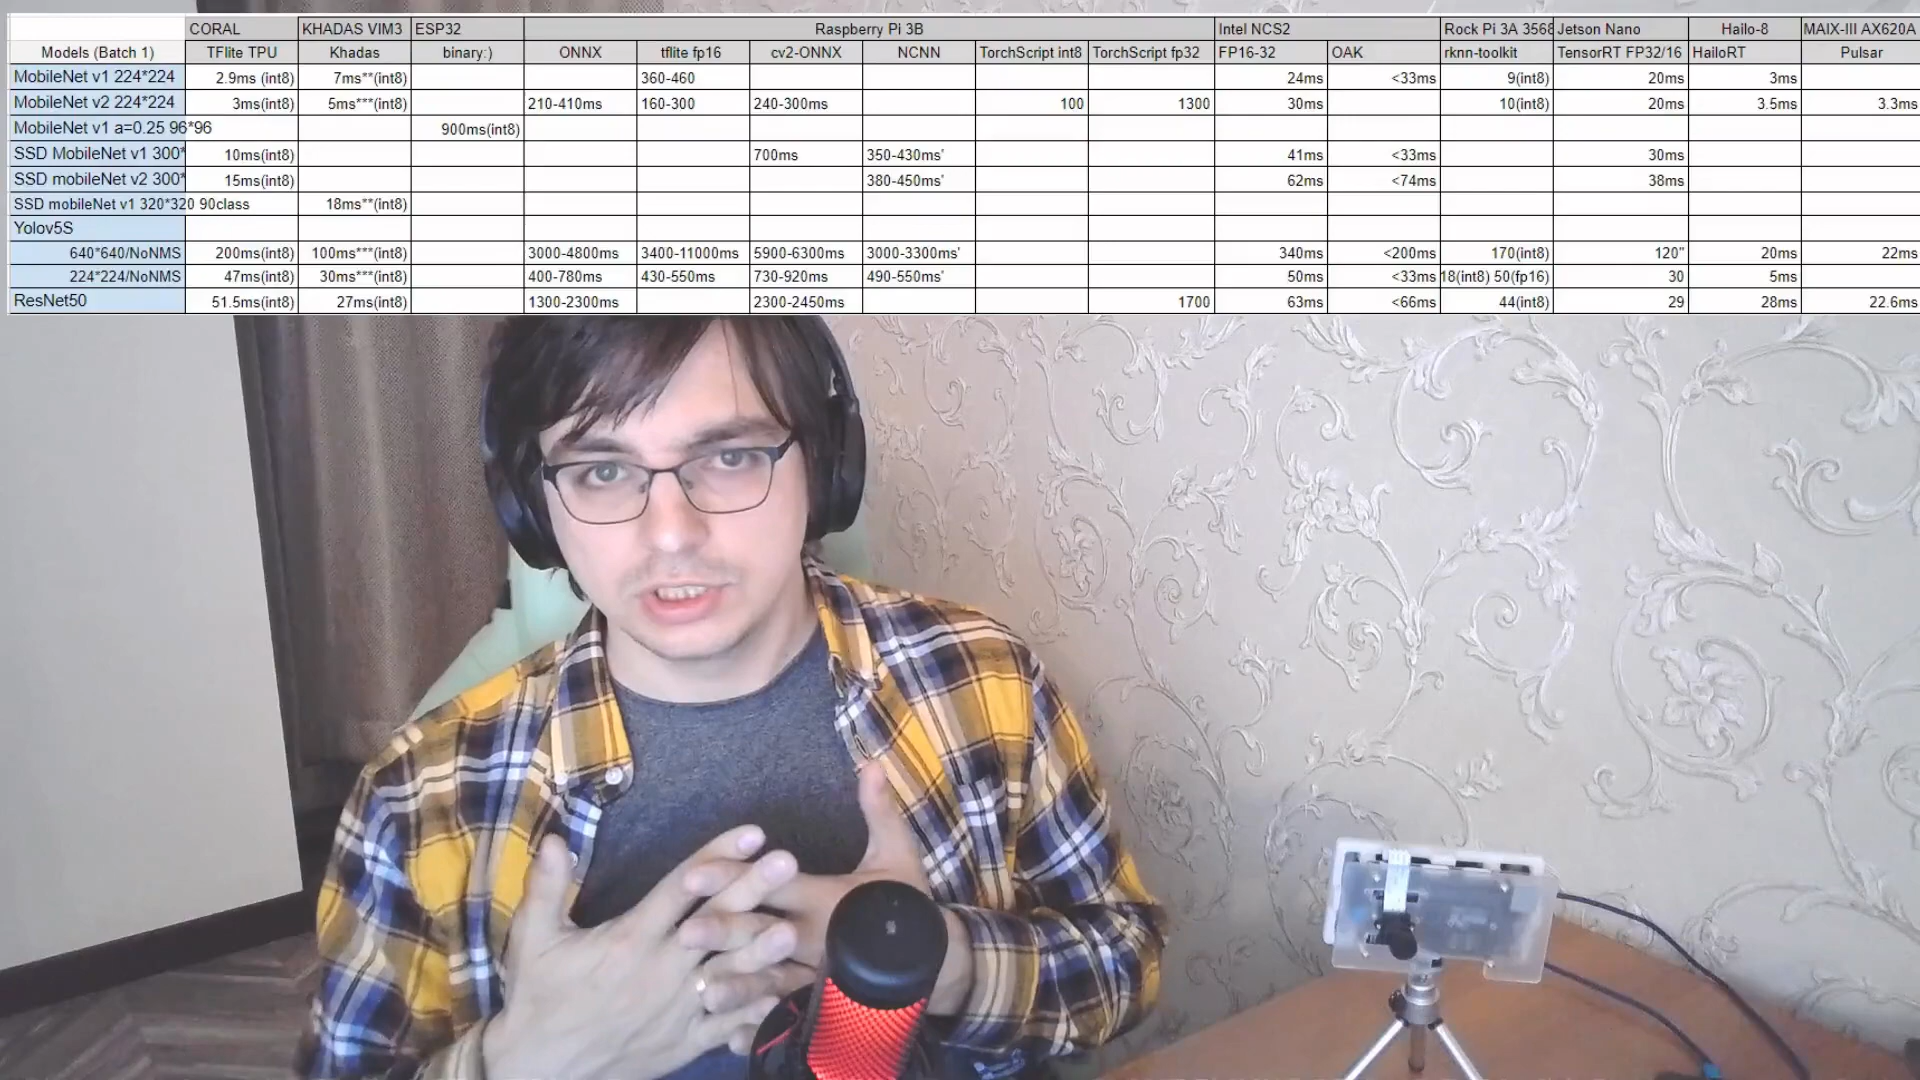 CORAL KHADAS VIM3 ESP32 Raspberry Pi 3B Intel NCS2 Rock Pi 3A 3568 Jetson Nano Hailo-8 MAIX-III AX620A
Models (Batch 1) TFlite TPU Khadas binary:) ONNX tflite fp16 cv2-ONNX NCNN TorchScript int8 TorchScript fp32 FP16-32 OAK rknn-toolkit TensorRT FP32/16 HailoRT Pulsar
MobileNet v1 224*224 2.9ms (int8) 7ms**(int8) 360-460 24ms <33ms 9(int8) 20ms 3ms
MobileNet v2 224*224 3ms(int8) 5ms***(int8) 210-410ms 160-300 240-300ms 100 1300 30ms 10(int8) 20ms 3.5ms 3.3ms
MobileNet v1 a=0.25 96*96 900ms(int8)
SSD MobileNet v1 300* 10ms(int8) 700ms 350-430ms' 41ms <33ms 30ms
SSD mobileNet v2 300* 15ms(int8) 380-450ms' 62ms <74ms 38ms
SSD mobileNet v1 320*320 90class 18ms**(int8)
Yolov5S
640*640/NoNMS 200ms(int8) 100ms***(int8) 3000-4800ms 3400-11000ms 5900-6300ms 3000-3300ms' 340ms <200ms 170(int8) 120" 20ms 22ms
224*224/NoNMS 47ms(int8) 30ms***(int8) 400-780ms 430-550ms 730-920ms 490-550ms' 50ms <33ms 18(int8) 50(fp16) 30 5ms
ResNet50 51.5ms(int8) 27ms(int8) 1300-2300ms 2300-2450ms 1700 63ms <66ms 44(int8) 29 28ms 22.6ms